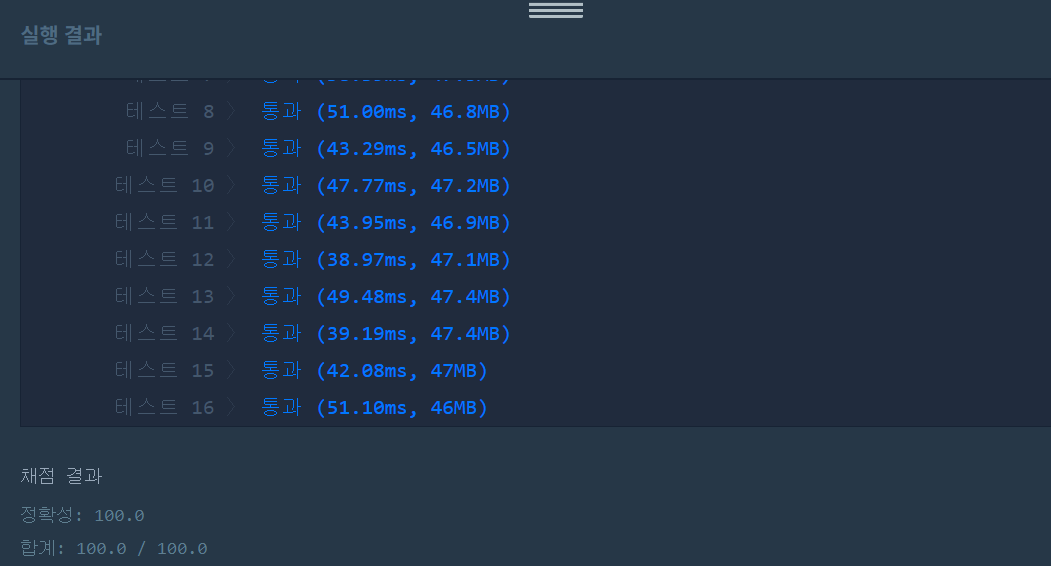 실행 결과
테스트 8 〉 통과 (51.00ms, 46.8MB)
테스트 9 〉 통과 (43.29ms, 46.5MB)
테스트 10 〉 통과 (47.77ms, 47.2MB)
테스트 11 〉 통과 (43.95ms, 46.9MB)
테스트 12 〉 통과 (38.97ms, 47.1MB)
테스트 13 〉 통과 (49.48ms, 47.4MB)
테스트 14 〉 통과 (39.19ms, 47.4MB)
테스트 15 〉 통과 (42.08ms, 47MB)
테스트 16 〉 통과 (51.10ms, 46MB)
채점 결과
정확성: 100.0
합계: 100.0 / 100.0